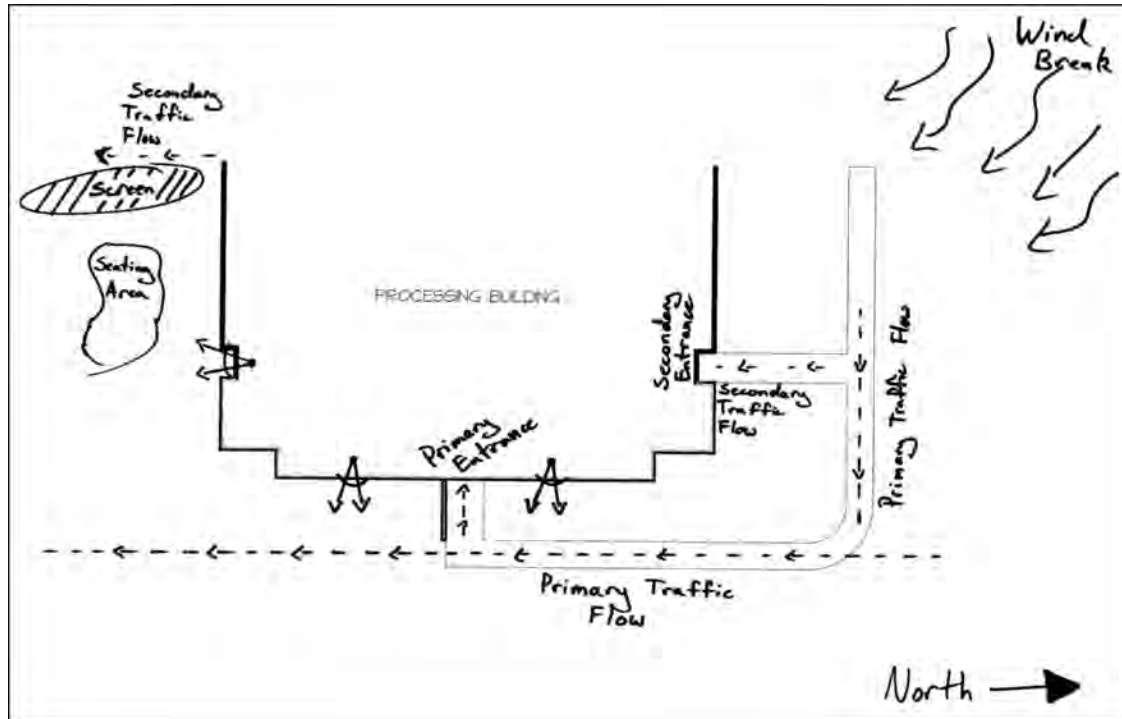 Wind
Break
Secondary
Traffic
Flow
Screen
Seating
Area
PROCESSING BUILDING
Secondary
Entrance
Secondary
Traffic
Flow
Primary Traffic Flow
Primary
Entrance
Primary Traffic
Flow
North